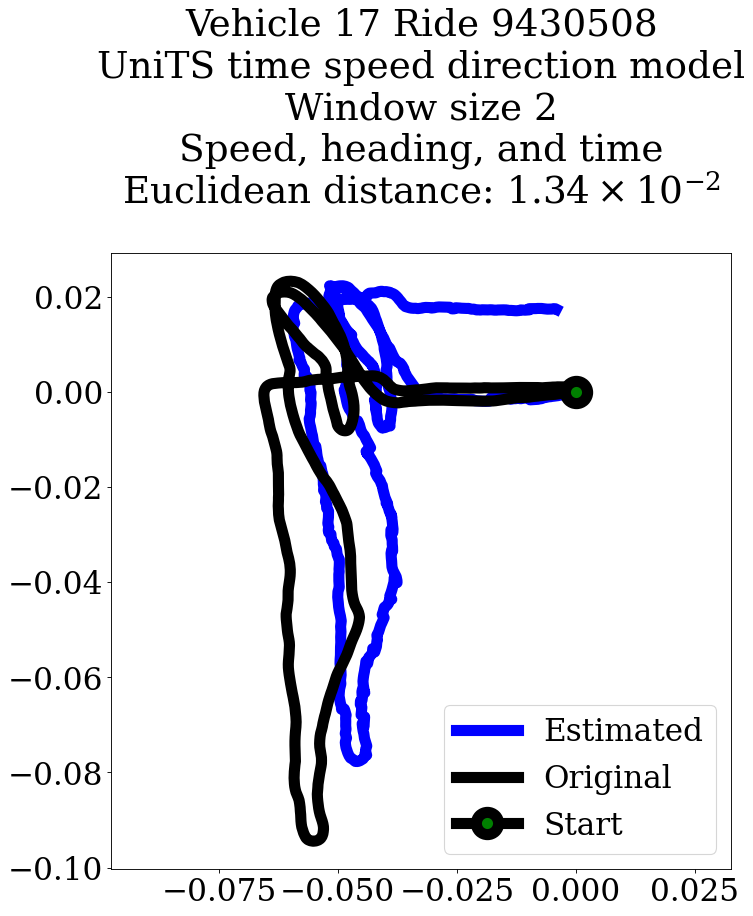 Vehicle 17 Ride 9430508
UniTS time speed direction model
Window size 2
Speed, heading, and time
Euclidean distance: 1.34 × 10⁻²
0.02
0.00
−0.02
−0.04
−0.06
−0.08
−0.10
Estimated
Original
Start
−0.075 −0.050 −0.025 0.000 0.025